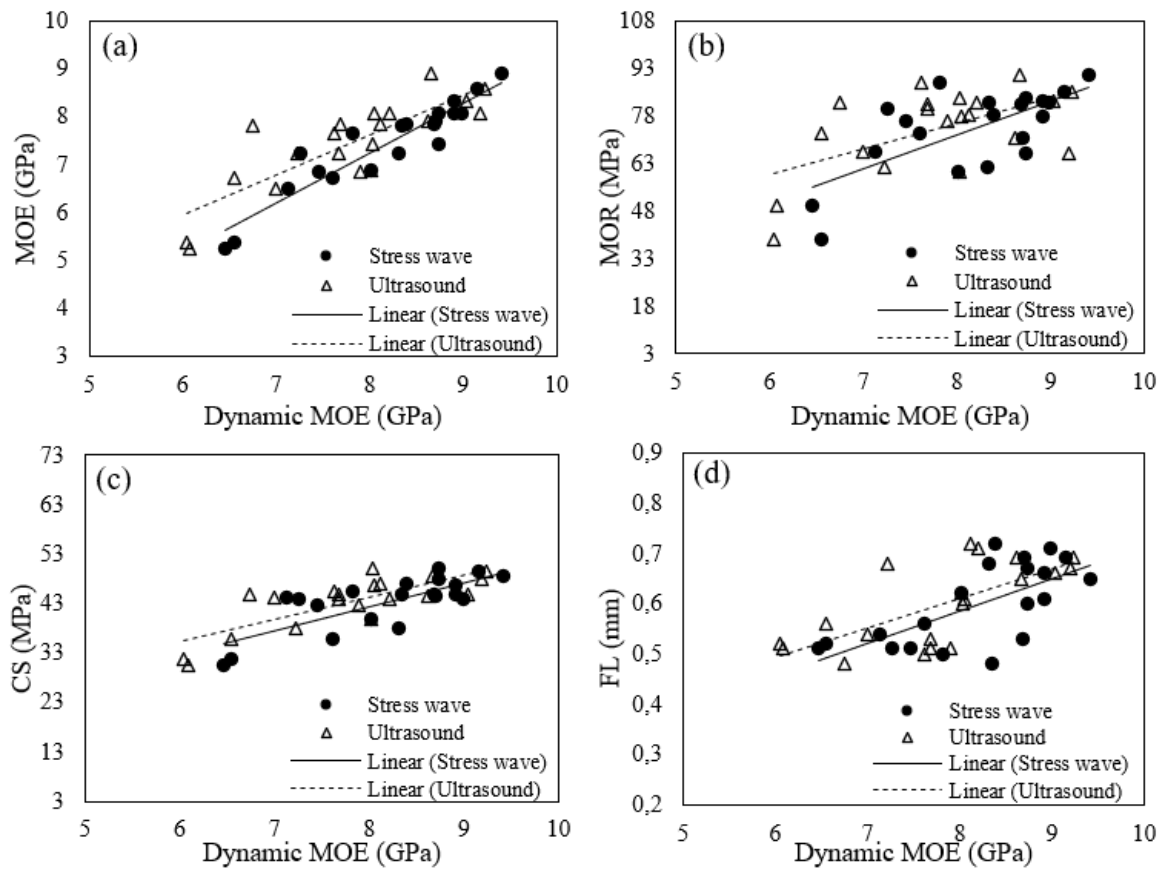 (a)
MOE (GPa)
10
9
8
7
6
5
4
3
Stress wave
Ultrasound
Linear (Stress wave)
Linear (Ultrasound)
5 6 7 8 9 10
Dynamic MOE (GPa)
(b)
MOR (MPa)
108
93
78
63
48
33
18
3
Stress wave
Ultrasound
Linear (Stress wave)
Linear (Ultrasound)
5 6 7 8 9 10
Dynamic MOE (GPa)
(c)
CS (MPa)
73
63
53
43
33
23
13
3
Stress wave
Ultrasound
Linear (Stress wave)
Linear (Ultrasound)
5 6 7 8 9 10
Dynamic MOE (GPa)
(d)
FL (mm)
0,9
0,8
0,7
0,6
0,5
0,4
0,3
0,2
Stress wave
Ultrasound
Linear (Stress wave)
Linear (Ultrasound)
5 6 7 8 9 10
Dynamic MOE (GPa)